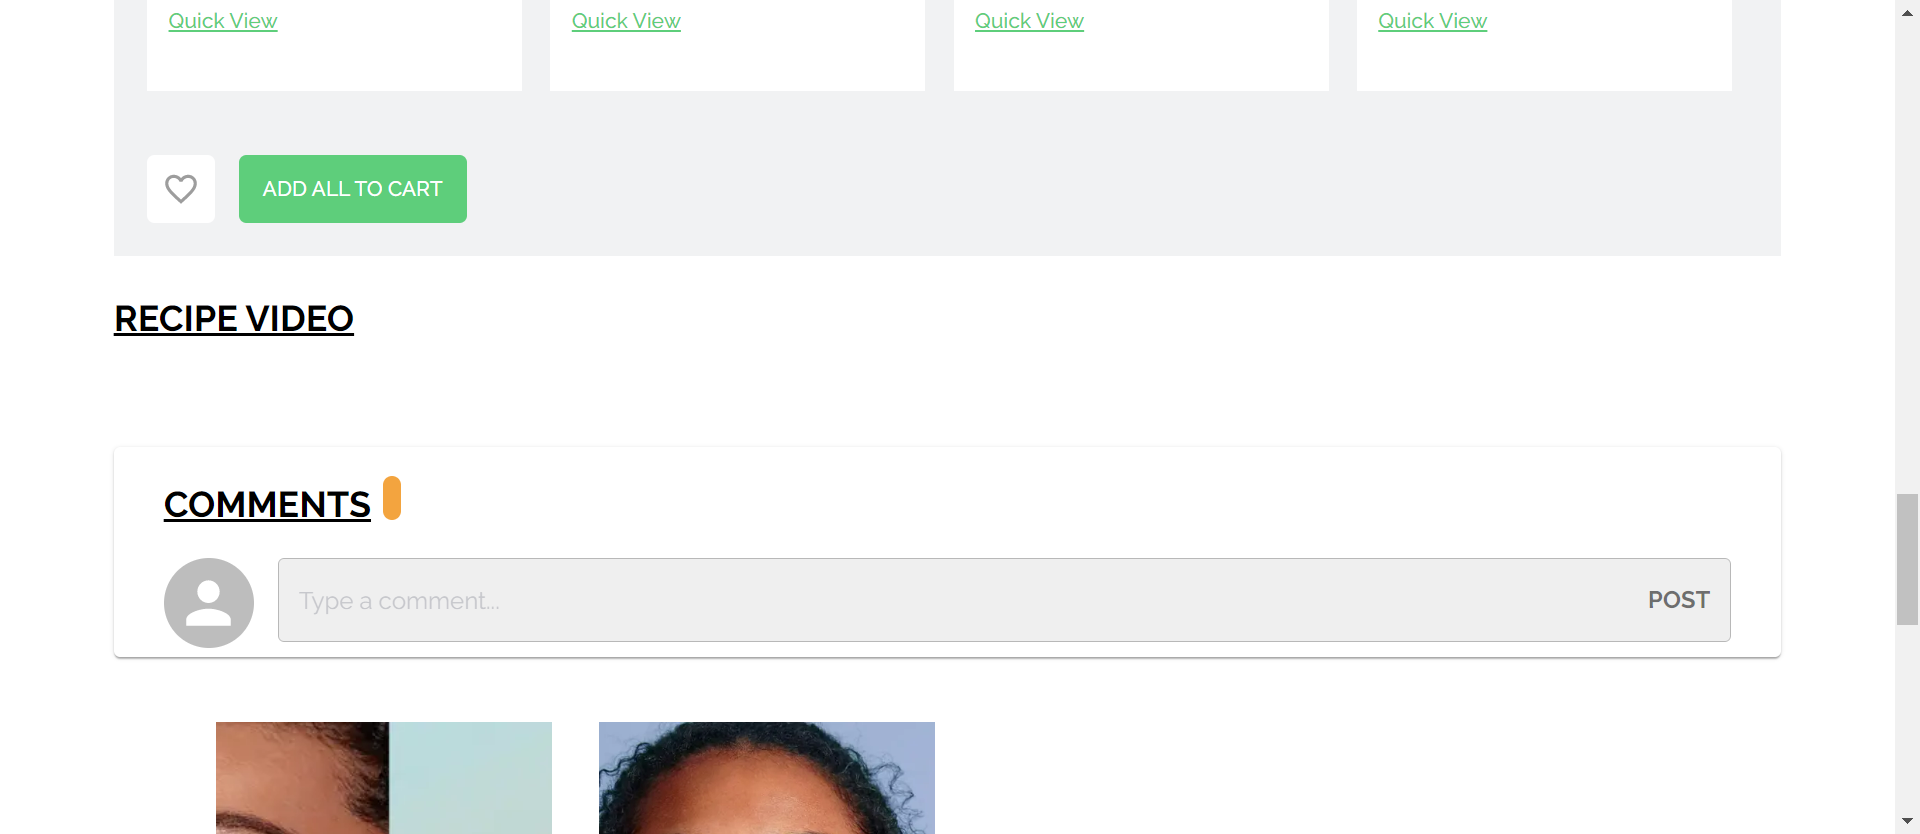 Quick View Quick View Quick View Quick View
ADD ALL TO CART
RECIPE VIDEO
COMMENTS
Type a comment...
POST